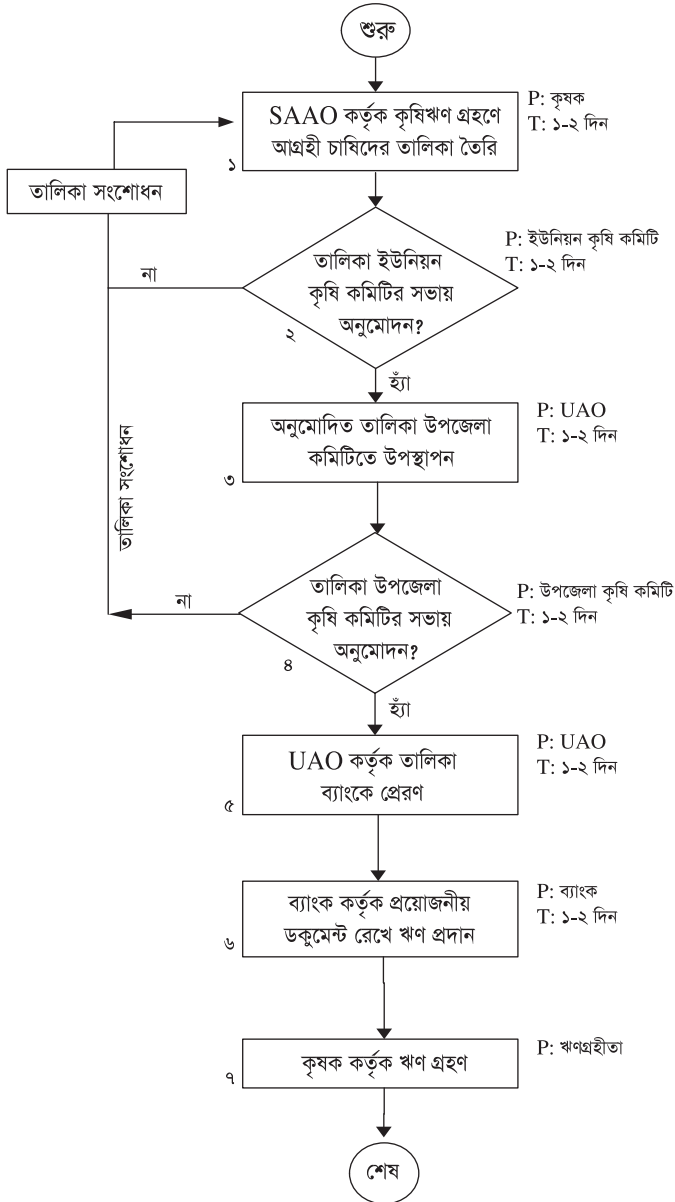 শুরু
SAAO কর্তৃক কৃষিঋণ গ্রহণে
আগ্রহী চাষিদের তালিকা তৈরি
১
P: কৃষক
T: ১-২ দিন
তালিকা সংশোধন
তালিকা ইউনিয়ন
কৃষি কমিটির সভায়
অনুমোদন?
২
P: ইউনিয়ন কৃষি কমিটি
T: ১-২ দিন
না
হ্যাঁ
অনুমোদিত তালিকা উপজেলা
কমিটিতে উপস্থাপন
৩
P: UAO
T: ১-২ দিন
তালিকা সংশোধন
তালিকা উপজেলা
কৃষি কমিটির সভায়
অনুমোদন?
৪
P: উপজেলা কৃষি কমিটি
T: ১-২ দিন
না
হ্যাঁ
UAO কর্তৃক তালিকা
ব্যাংকে প্রেরণ
৫
P: UAO
T: ১-২ দিন
ব্যাংক কর্তৃক প্রয়োজনীয়
ডকুমেন্ট রেখে ঋণ প্রদান
৬
P: ব্যাংক
T: ১-২ দিন
কৃষক কর্তৃক ঋণ গ্রহণ
৭
P: ঋণগ্রহীতা
শেষ